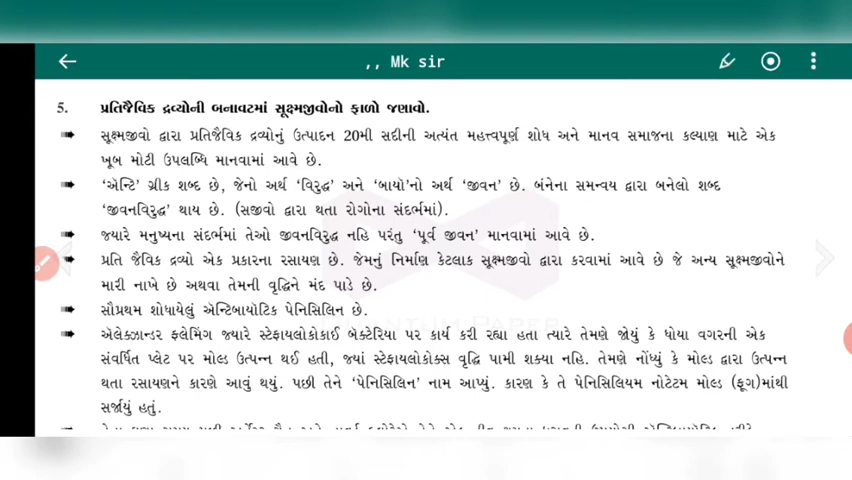 ,, Mk sir
5. પ્રતિજૈવિક દ્રવ્યોની બનાવટમાં સૂક્ષ્મજીવોનો ફાળો જણાવો.
સૂક્ષ્મજીવો દ્વારા પ્રતિજૈવિક દ્રવ્યોનું ઉત્પાદન 20મી સદીની અત્યંત મહત્ત્વપૂર્ણ શોધ અને માનવ સમાજના કલ્યાણ માટે એક
ખૂબ મોટી ઉપલબ્ધિ માનવામાં આવે છે.
‘ઍન્ટિ’ ગ્રીક શબ્દ છે, જેનો અર્થ ‘વિરુદ્ધ’ અને ‘બાયૉ’નો અર્થ ‘જીવન’ છે. બંનેના સમન્વય દ્વારા બનેલો શબ્દ
‘જીવનવિરુદ્ધ’ થાય છે. (સજીવો દ્વારા થતા રોગોના સંદર્ભમાં).
જ્યારે મનુષ્યના સંદર્ભમાં તેઓ જીવનવિરુદ્ધ નહિ પરંતુ ‘પૂર્વ જીવન’ માનવામાં આવે છે.
પ્રતિ જૈવિક દ્રવ્યો એક પ્રકારના રસાયણ છે. જેમનું નિર્માણ કેટલાક સૂક્ષ્મજીવો દ્વારા કરવામાં આવે છે જે અન્ય સૂક્ષ્મજીવોને
મારી નાખે છે અથવા તેમની વૃદ્ધિને મંદ પાડે છે.
સૌપ્રથમ શોધાયેલું ઍન્ટિબાયૉટિક પેનિસિલિન છે.
ઍલેક્ઝાન્ડર ફ્લેમિંગ જ્યારે સ્ટેફાયલોકોકાઈ બેક્ટેરિયા પર કાર્ય કરી રહ્યા હતા ત્યારે તેમણે જોયું કે ધોયા વગરની એક
સંવર્ધિત પ્લેટ પર મોલ્ડ ઉત્પન્ન થઈ હતી, જ્યાં સ્ટેફાયલોકોક્સ વૃદ્ધિ પામી શક્યા નહિ. તેમણે નોંધ્યું કે મોલ્ડ દ્વારા ઉત્પન્ન
થતા રસાયણને કારણે આવું થયું. પછી તેને ‘પેનિસિલિન’ નામ આપ્યું. કારણ કે તે પેનિસિલિયમ નોટેટમ મોલ્ડ (ફૂગ)માંથી
સર્જાયું હતું.